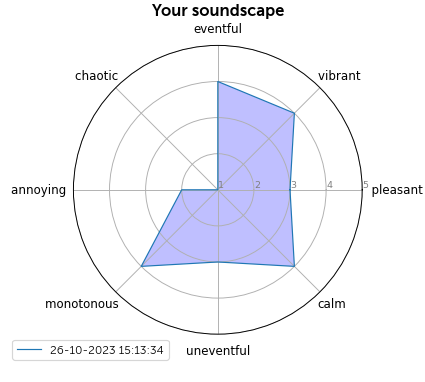 Your soundscape
eventful
chaotic
vibrant
annoying
1
2
3
4
5
pleasant
monotonous
calm
uneventful
26-10-2023 15:13:34